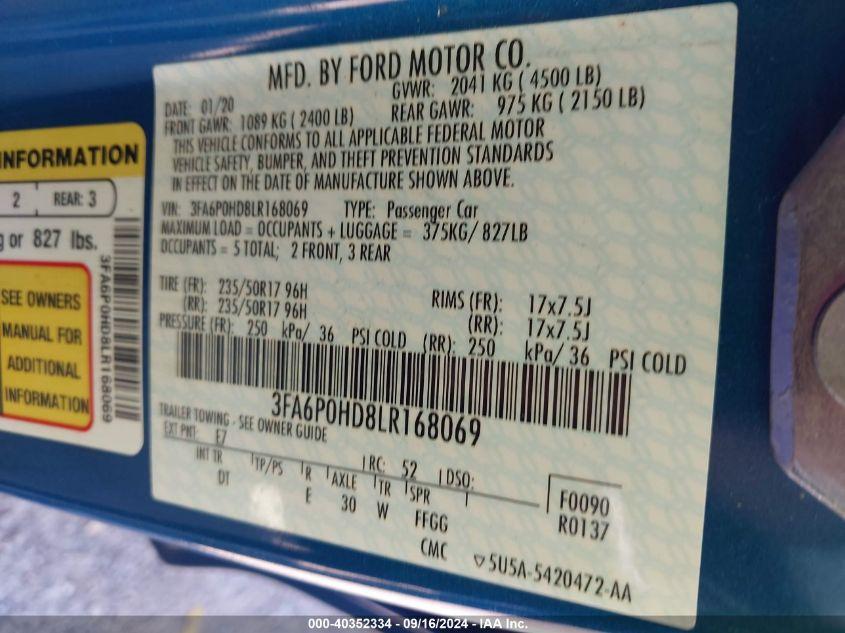 INFORMATION
2 REAR: 3
g or 827 lbs.
SEE OWNERS
MANUAL FOR
ADDITIONAL
INFORMATION
3FA6P0HD8LR168069
MFD. BY FORD MOTOR CO.
DATE: 01/20 GVWR: 2041 KG ( 4500 LB)
FRONT GAWR: 1089 KG ( 2400 LB) REAR GAWR: 975 KG ( 2150 LB)
THIS VEHICLE CONFORMS TO ALL APPLICABLE FEDERAL MOTOR
VEHICLE SAFETY, BUMPER, AND THEFT PREVENTION STANDARDS
IN EFFECT ON THE DATE OF MANUFACTURE SHOWN ABOVE.
VIN: 3FA6P0HD8LR168069 TYPE: Passenger Car
MAXIMUM LOAD = OCCUPANTS + LUGGAGE = 375KG/ 827LB
OCCUPANTS = 5 TOTAL; 2 FRONT, 3 REAR
TIRE (FR): 235/50R17 96H RIMS (FR): 17x7.5J
(RR): 235/50R17 96H (RR): 17x7.5J
PRESSURE (FR): 250 kPa/ 36 PSI COLD (RR): 250 kPa/ 36 PSI COLD
3FA6P0HD8LR168069
TRAILER TOWING - SEE OWNER GUIDE
EXT PNT: E7 RC: 52 DSO:
INT TR TP/PS R AXLE TR SPR
DT E 30 W FFGG
F0090
R0137
CMC
▽5U5A-5420472-AA
000-40352334 - 09/16/2024 - IAA Inc.